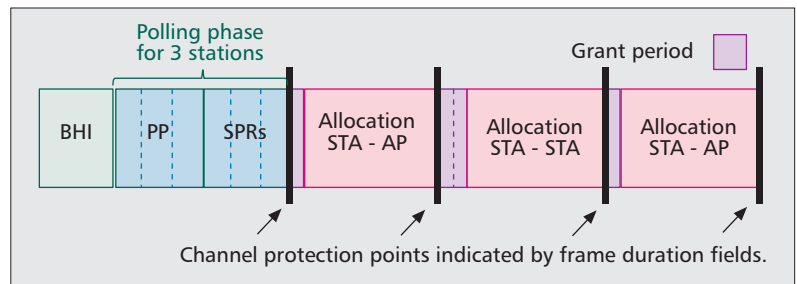 Polling phase
for 3 stations
Grant period
BHI
PP
SPRs
Allocation
STA - AP
Allocation
STA - STA
Allocation
STA - AP
Channel protection points indicated by frame duration fields.